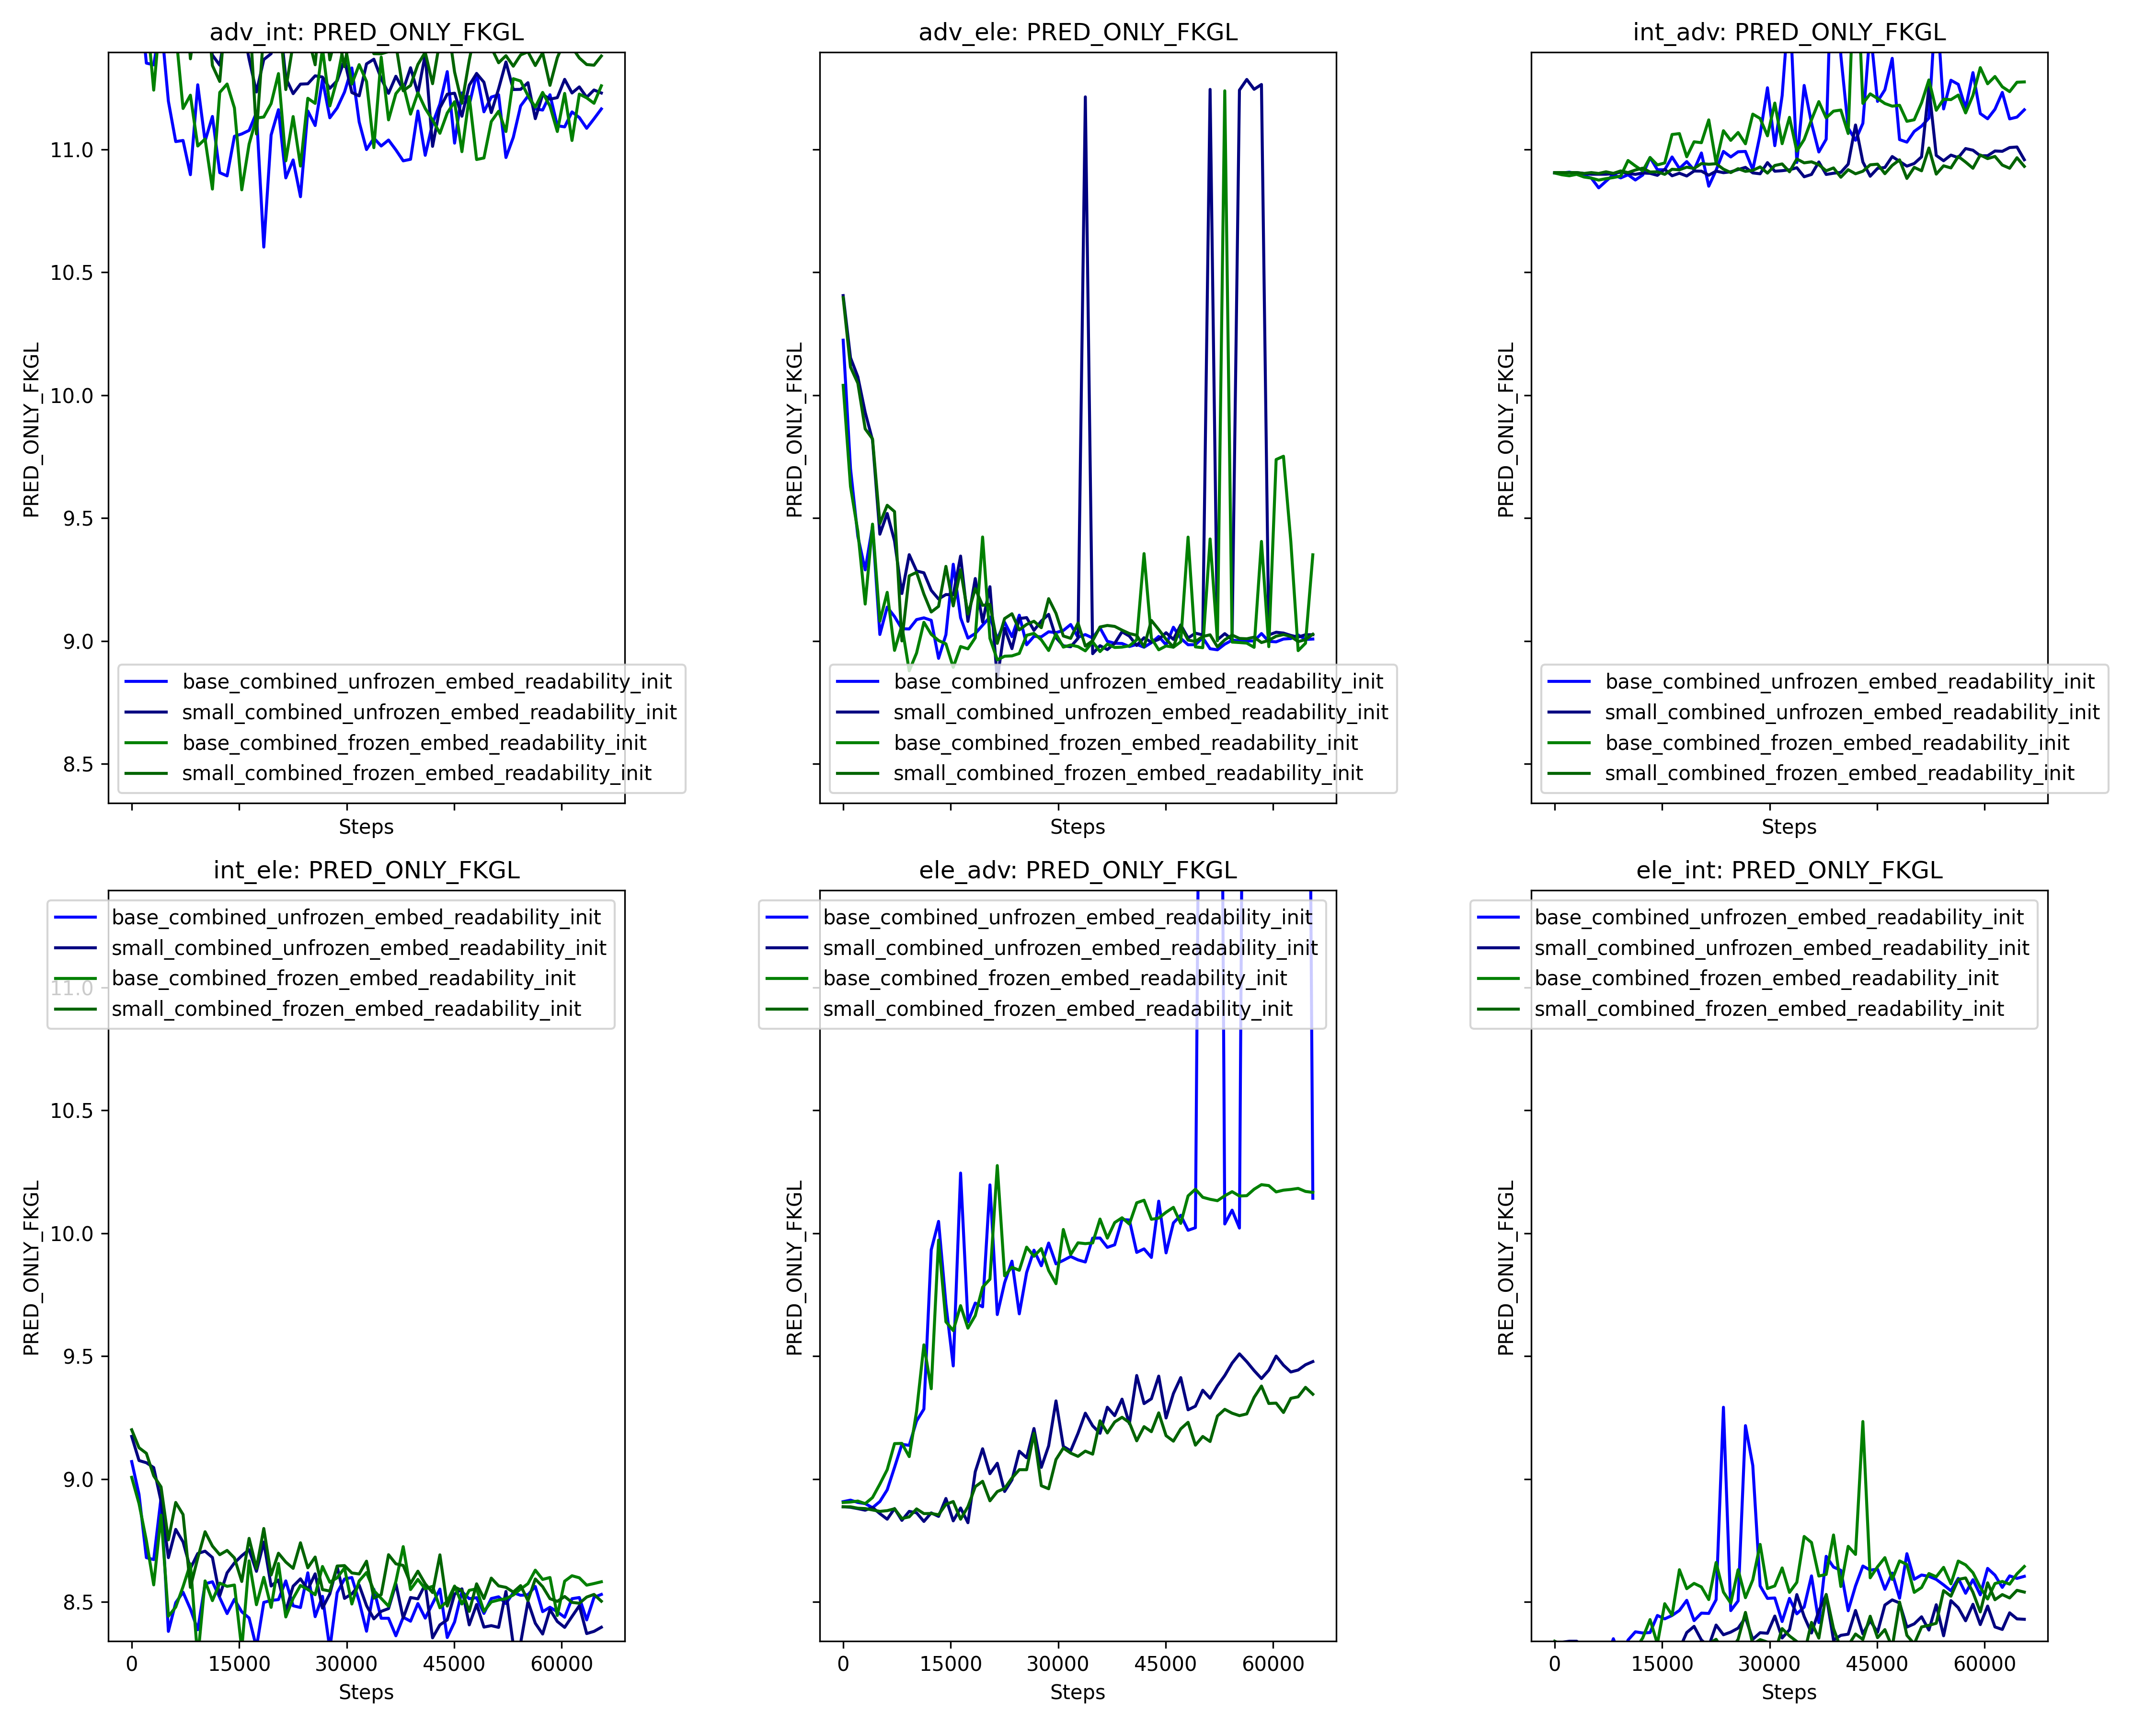 adv_int: PRED_ONLY_FKGL
11.0
10.5
10.0
9.5
9.0
8.5
PRED_ONLY_FKGL
base_combined_unfrozen_embed_readability_init
small_combined_unfrozen_embed_readability_init
base_combined_frozen_embed_readability_init
small_combined_frozen_embed_readability_init
Steps
adv_ele: PRED_ONLY_FKGL
PRED_ONLY_FKGL
base_combined_unfrozen_embed_readability_init
small_combined_unfrozen_embed_readability_init
base_combined_frozen_embed_readability_init
small_combined_frozen_embed_readability_init
Steps
int_adv: PRED_ONLY_FKGL
PRED_ONLY_FKGL
base_combined_unfrozen_embed_readability_init
small_combined_unfrozen_embed_readability_init
base_combined_frozen_embed_readability_init
small_combined_frozen_embed_readability_init
Steps
int_ele: PRED_ONLY_FKGL
base_combined_unfrozen_embed_readability_init
small_combined_unfrozen_embed_readability_init
base_combined_frozen_embed_readability_init
small_combined_frozen_embed_readability_init
11.0
10.5
10.0
9.5
9.0
8.5
PRED_ONLY_FKGL
0 15000 30000 45000 60000
Steps
ele_adv: PRED_ONLY_FKGL
base_combined_unfrozen_embed_readability_init
small_combined_unfrozen_embed_readability_init
base_combined_frozen_embed_readability_init
small_combined_frozen_embed_readability_init
PRED_ONLY_FKGL
0 15000 30000 45000 60000
Steps
ele_int: PRED_ONLY_FKGL
base_combined_unfrozen_embed_readability_init
small_combined_unfrozen_embed_readability_init
base_combined_frozen_embed_readability_init
small_combined_frozen_embed_readability_init
PRED_ONLY_FKGL
0 15000 30000 45000 60000
Steps